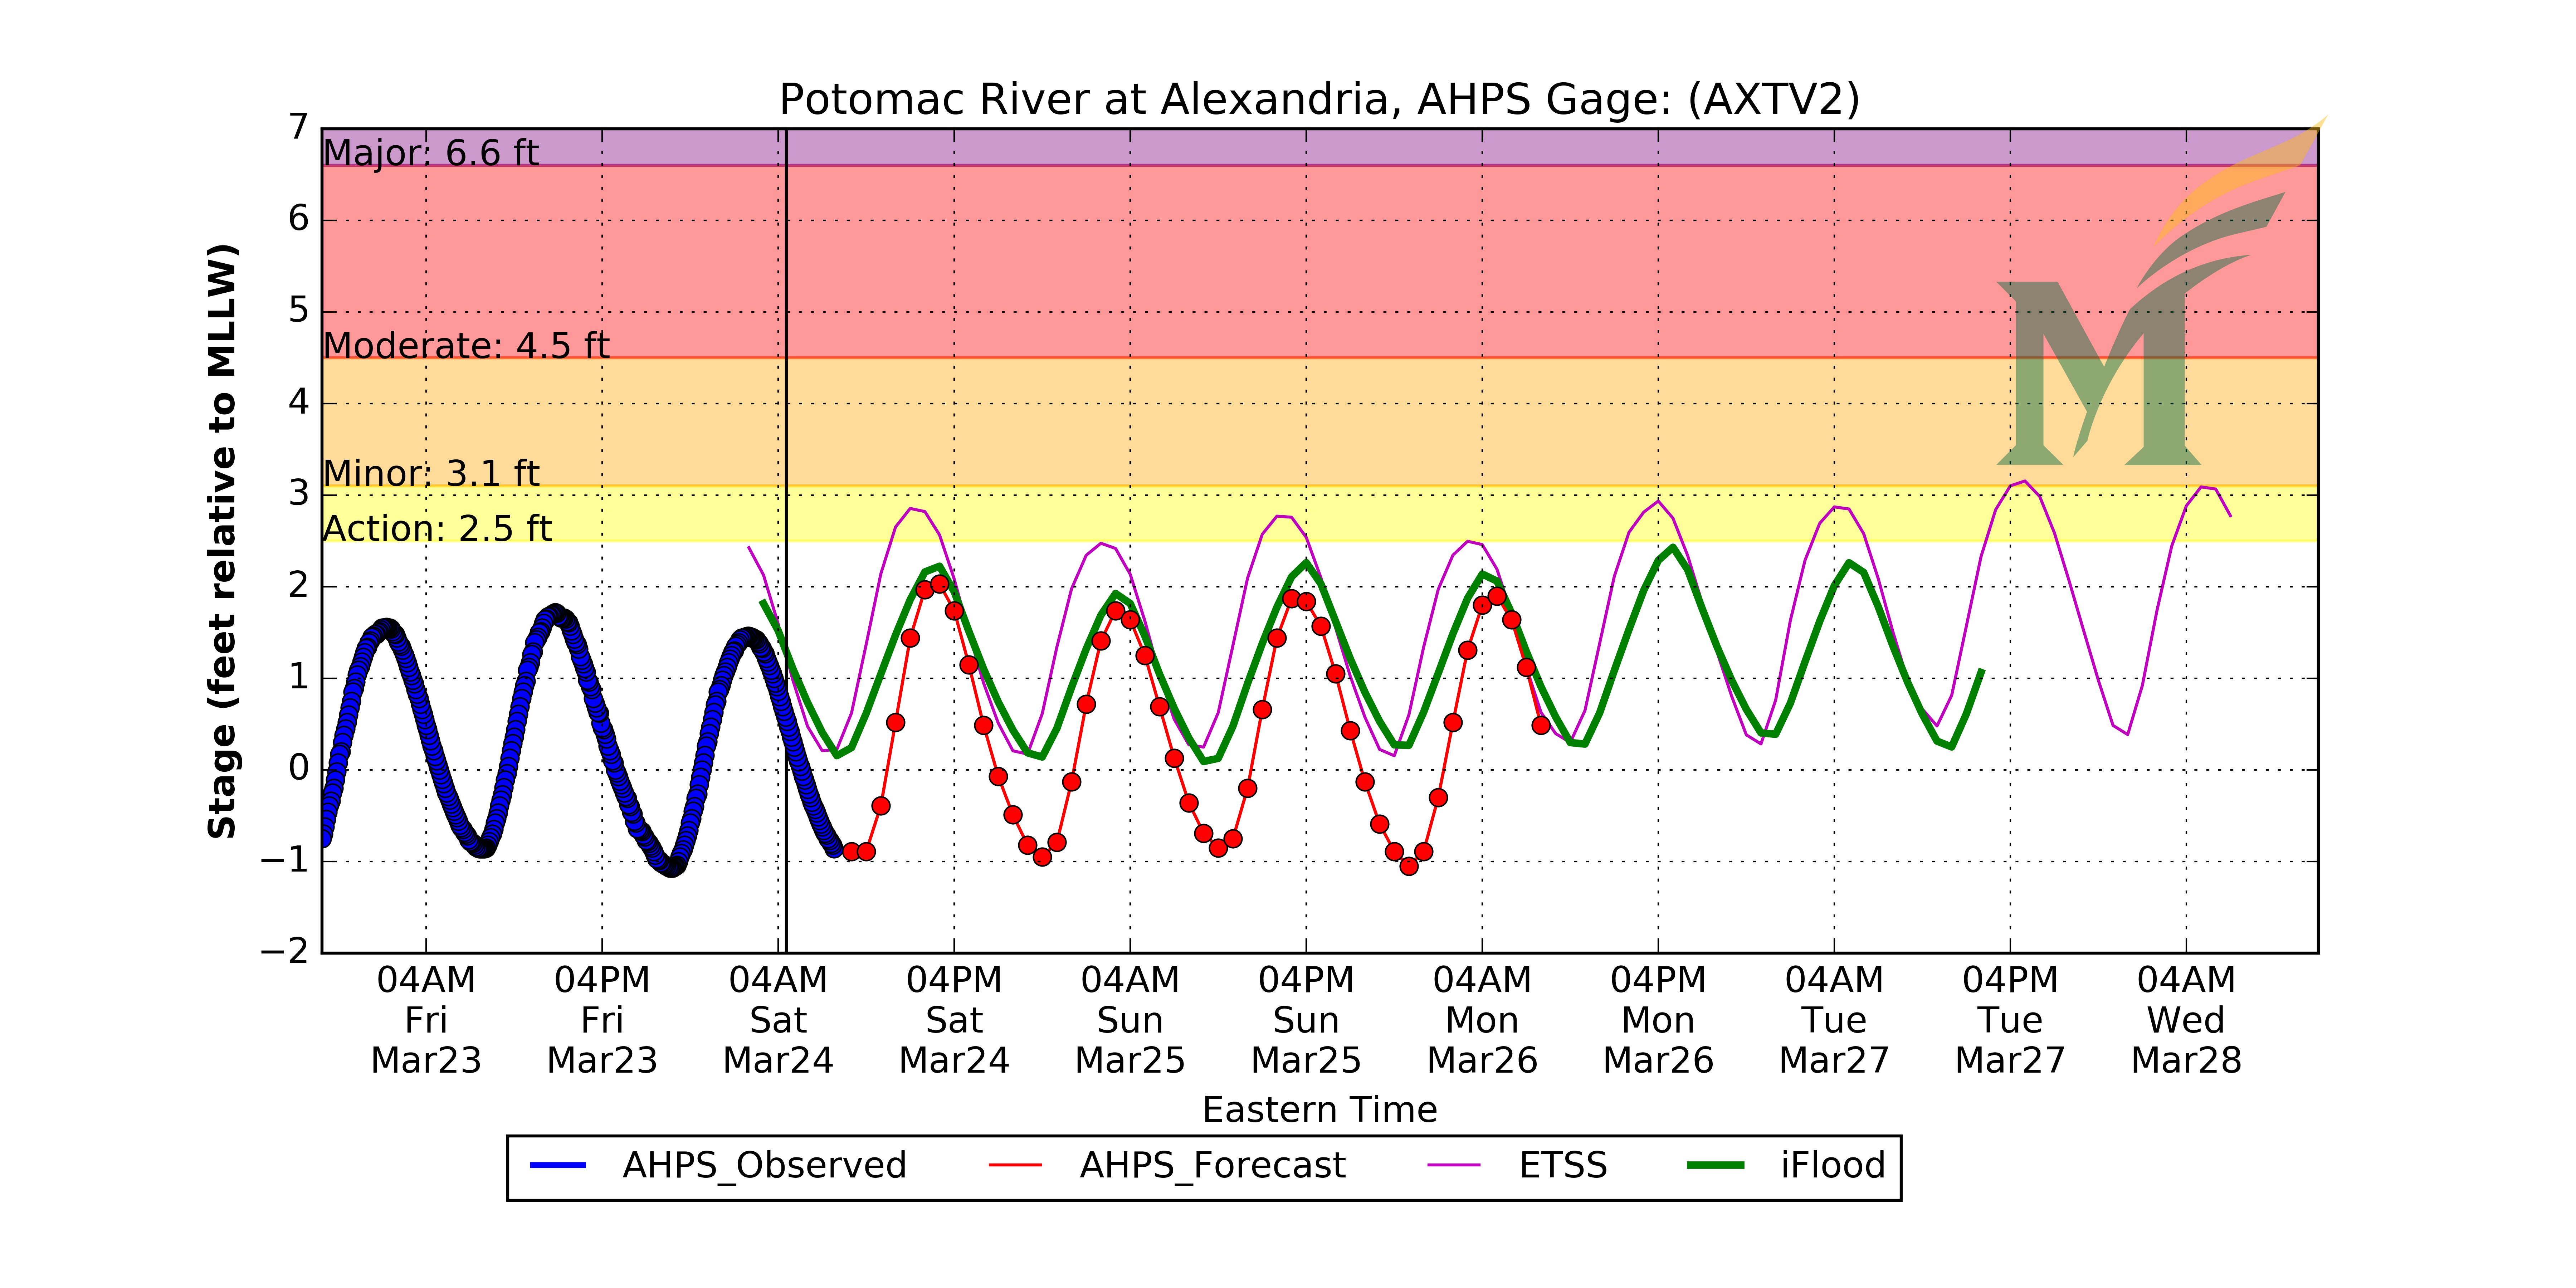 Potomac River at Alexandria, AHPS Gage: (AXTV2)
7
Major: 6.6 ft
6
5
Moderate: 4.5 ft
4
Minor: 3.1 ft
3
Action: 2.5 ft
2
1
0
−1
−2
Stage (feet relative to MLLW)
04AM 04PM 04AM 04PM 04AM 04PM 04AM 04PM 04AM 04PM 04AM
Fri Fri Sat Sat Sun Sun Mon Mon Tue Tue Wed
Mar23 Mar23 Mar24 Mar24 Mar25 Mar25 Mar26 Mar26 Mar27 Mar27 Mar28
Eastern Time
AHPS_Observed AHPS_Forecast ETSS iFlood
M